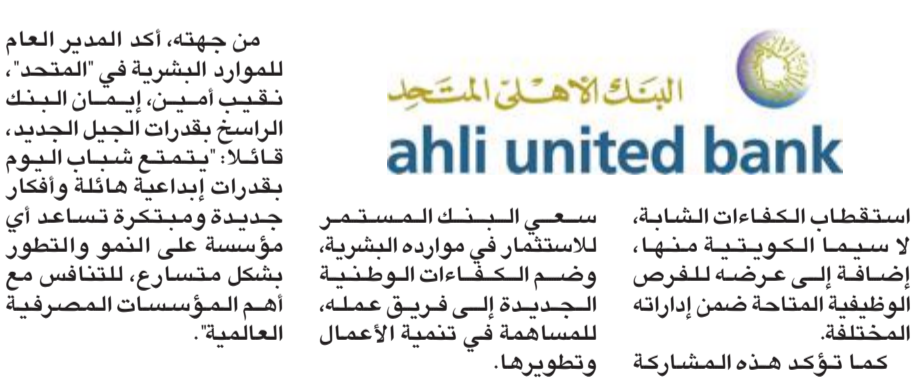 البنك الأهلي المتحد
ahli united bank
استقطاب الكفاءات الشابة،
لا سيما الكويتية منها،
إضافة إلى عرضه للفرص
الوظيفية المتاحة ضمن إداراته
المختلفة.
كما تؤكد هذه المشاركة
سعي البنك المستمر
للاستثمار في موارده البشرية،
وضم الكفاءات الوطنية
الجديدة إلى فريق عمله،
للمساهمة في تنمية الأعمال
وتطويرها.
من جهته، أكد المدير العام
للموارد البشرية في "المتحد"،
نقيب أمين، إيمان البنك
الراسخ بقدرات الجيل الجديد،
قائلا: "يتمتع شباب اليوم
بقدرات إبداعية هائلة وأفكار
جديدة ومبتكرة تساعد أي
مؤسسة على النمو والتطور
بشكل متسارع، للتنافس مع
أهم المؤسسات المصرفية
العالمية".